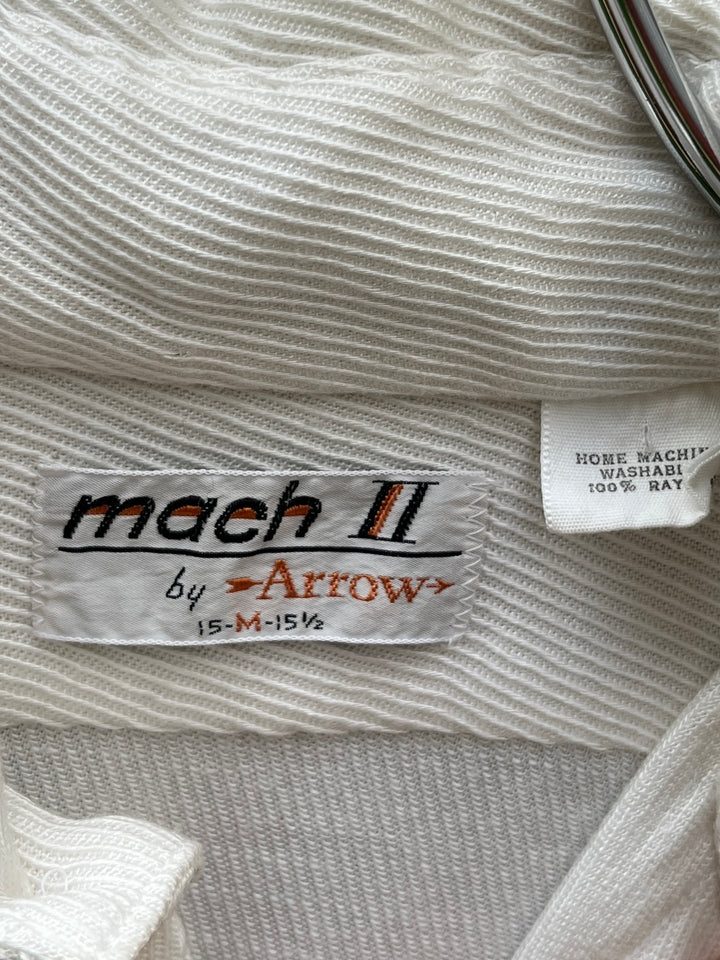 mach II
by Arrow
15-M-15½
HOME MACHIN
WASHABL
100% RAY